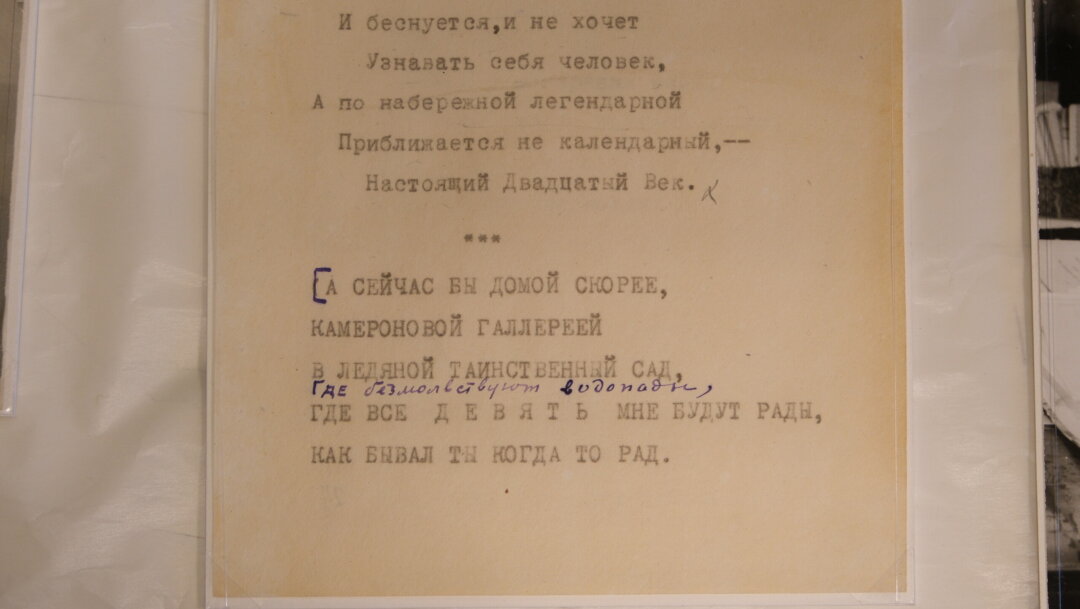 И беснуется,и не хочет
Узнавать себя человек,
А по набережной легендарной
Приближается не календарный,--
Настоящий Двадцатый Век.
***
[А СЕЙЧАС БЫ ДОМОЙ СКОРЕЕ,
КАМЕРОНОВОЙ ГАЛЛЕРЕЕЙ
В ЛЕДЯНОЙ ТАИНСТВЕННЫЙ САД,
Где безмолвствуют водопады,
ГДЕ ВСЕ Д Е В Я Т Ь МНЕ БУДУТ РАДЫ,
КАК БЫВАЛ ТЫ КОГДА ТО РАД.